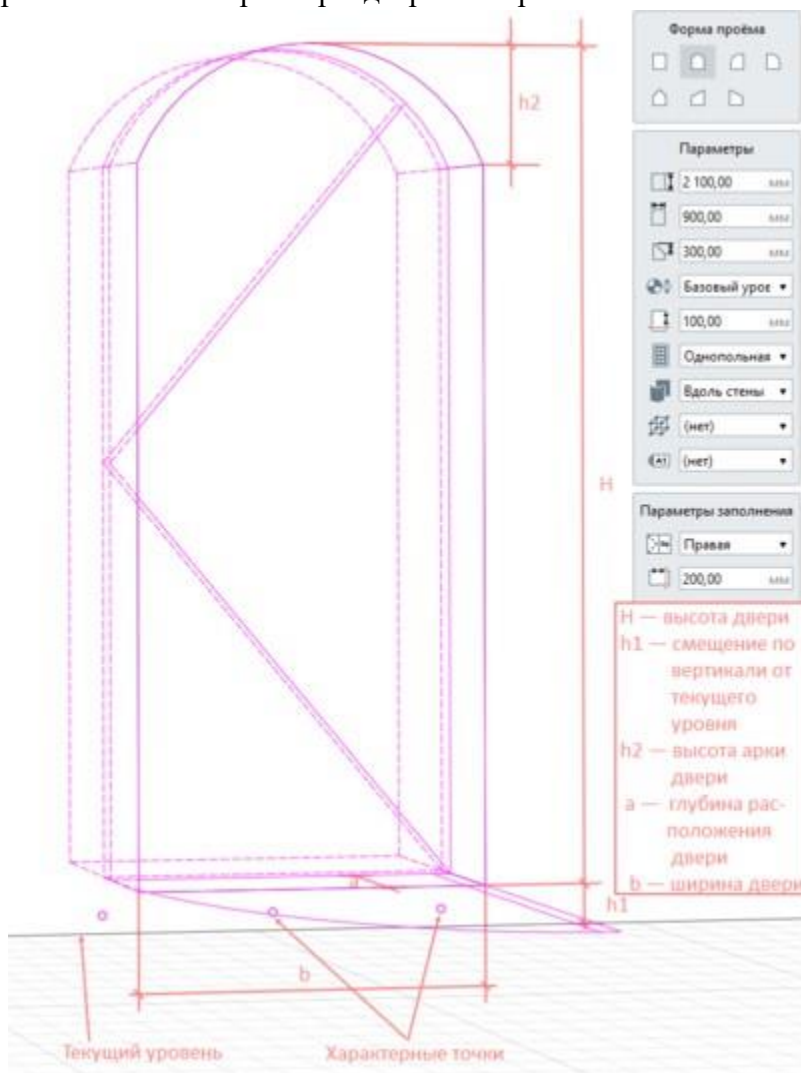 Форма проёма
h2
Параметры
2 100,00 мм
900,00 мм
300,00 мм
Базовый уров
100,00 мм
Однопольная
Вдоль стены
(нет)
A1 (нет)
H
Параметры заполнения
Правая
200,00 мм
H — высота двери
h1 — смещение по
вертикали от
текущего
уровня
h2 — высота арки
двери
a — глубина рас-
положения
двери
b — ширина двери
a
h1
b
Текущий уровень
Характерные точки